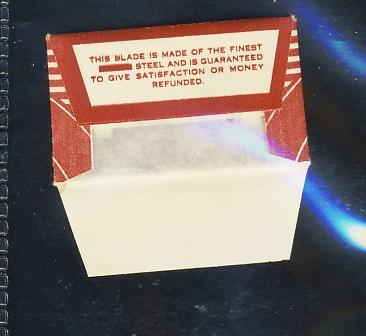 THIS BLADE IS MADE OF THE FINEST
STEEL AND IS GUARANTEED
TO GIVE SATISFACTION OR MONEY
REFUNDED.